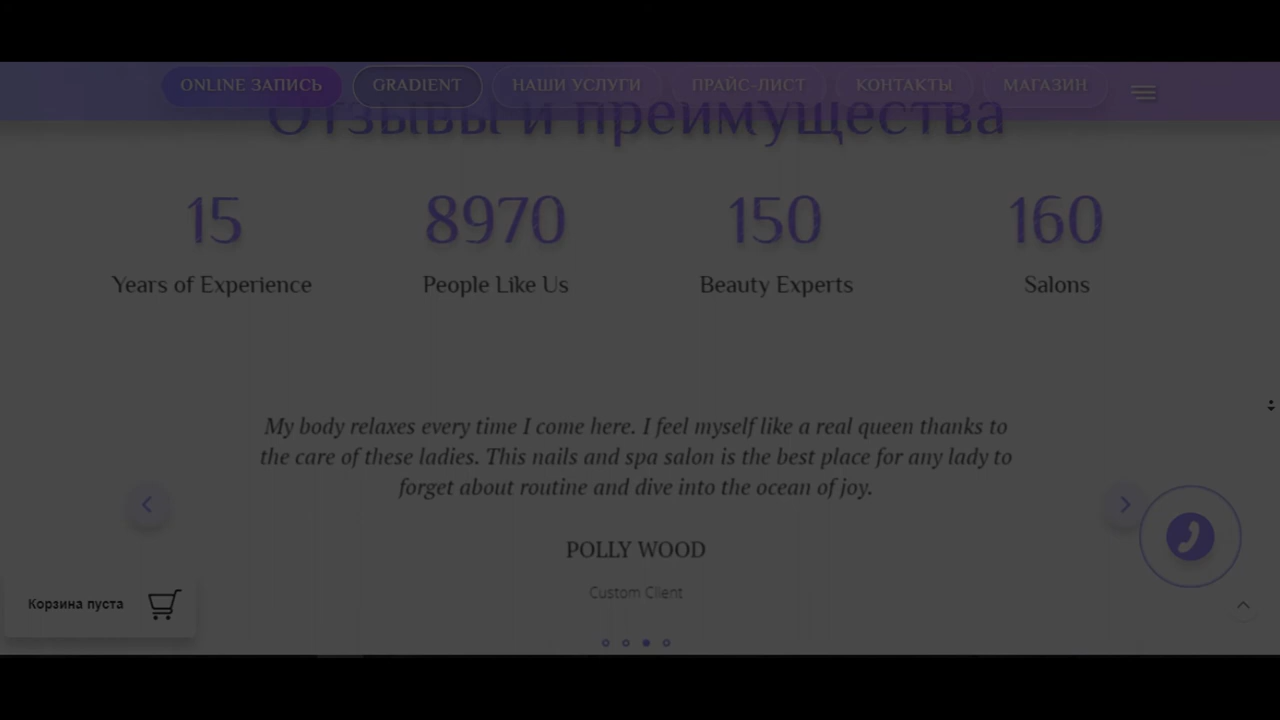 ONLINE ЗАПИСЬ GRADIENT НАШИ УСЛУГИ ПРАЙС-ЛИСТ КОНТАКТЫ МАГАЗИН
Отзывы и преимущества
15 8970 150 160
Years of Experience People Like Us Beauty Experts Salons
My body relaxes every time I come here. I feel myself like a real queen thanks to
the care of these ladies. This nails and spa salon is the best place for any lady to
forget about routine and dive into the ocean of joy.
POLLY WOOD
Custom Client
Корзина пуста